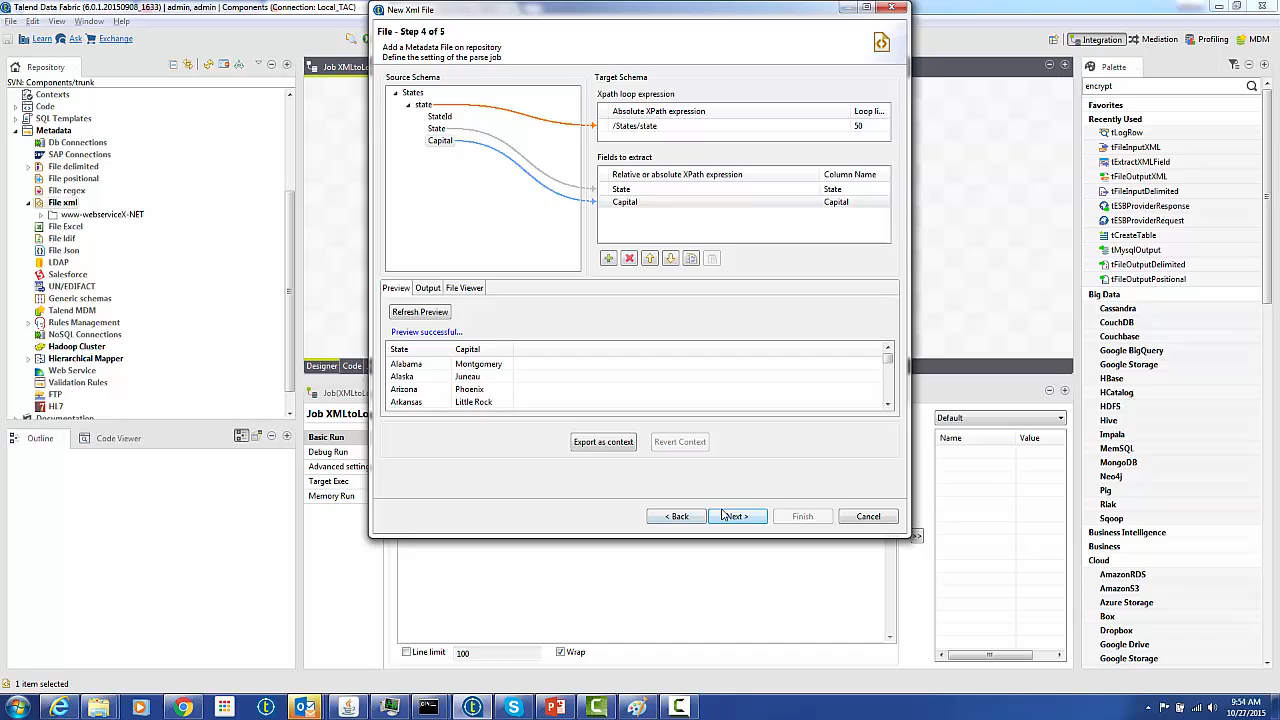 Talend Data Fabric (6.0.1.20150908_1633) | admin, admin | Components (Connection: Local_TAC)
File Edit View Window Help
Learn Ask Exchange
Integration Mediation Profiling MDM
Repository
SVN: Components/trunk
Contexts
Code
SQL Templates
Metadata
Db Connections
SAP Connections
File delimited
File positional
File regex
File xml
www-webserviceX-NET
File Excel
File ldif
File Json
LDAP
Salesforce
UN/EDIFACT
Generic schemas
Talend MDM
Rules Management
NoSQL Connections
Hadoop Cluster
Hierarchical Mapper
Web Service
Validation Rules
FTP
HL7
Documentation
Outline Code Viewer
1 item selected
Job XMLtoLo
Designer Code
Job(XMLtoLo
Job XMLtoLo
Basic Run
Debug Run
Advanced setting
Target Exec
Memory Run
New Xml File
File - Step 4 of 5
Add a Metadata File on repository
Define the setting of the parse job
Source Schema
States
state
StateId
State
Capital
Target Schema
Xpath loop expression
Absolute XPath expression Loop li...
/States/state 50
Fields to extract
Relative or absolute XPath expression Column Name
State State
Capital Capital
Preview Output File Viewer
Refresh Preview
Preview successful...
State Capital
Alabama Montgomery
Alaska Juneau
Arizona Phoenix
Arkansas Little Rock
Export as context Revert Context
< Back Next > Finish Cancel
>>
Line limit 100 Wrap
Default
Name Value
Palette
encrypt
Favorites
Recently Used
tLogRow
tFileInputXML
tExtractXMLField
tFileOutputXML
tFileInputDelimited
tESBProviderResponse
tESBProviderRequest
tCreateTable
tMysqlOutput
tFileOutputDelimited
tFileOutputPositional
Big Data
Cassandra
CouchDB
Couchbase
Google BigQuery
Google Storage
HBase
HCatalog
HDFS
Hive
Impala
MemSQL
MongoDB
Neo4j
Pig
Riak
Sqoop
Business Intelligence
Business
Cloud
AmazonRDS
AmazonS3
Azure Storage
Box
Dropbox
Google Drive
Google Storage
9:54 AM
10/27/2015